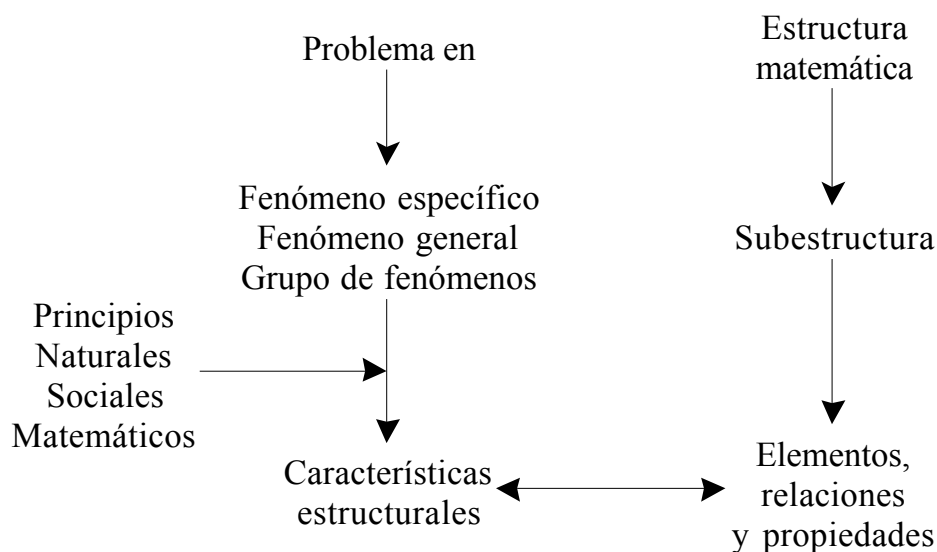 Problema en
Estructura
matemática
Fenómeno específico
Fenómeno general
Grupo de fenómenos
Subestructura
Principios
Naturales
Sociales
Matemáticos
Características
estructurales
Elementos,
relaciones
y propiedades